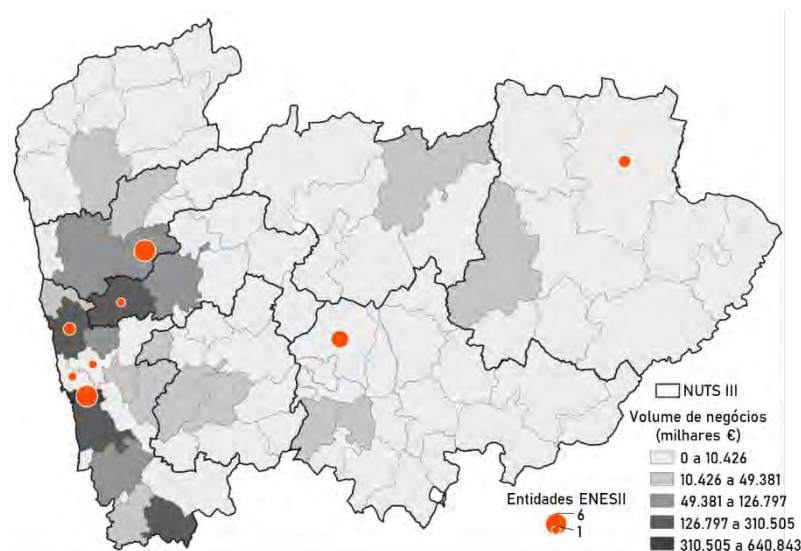 NUTS III
Volume de negócios
(milhares €)
0 a 10.426
10.426 a 49.381
49.381 a 126.797
126.797 a 310.505
310.505 a 640.843
Entidades ENESII
6
1